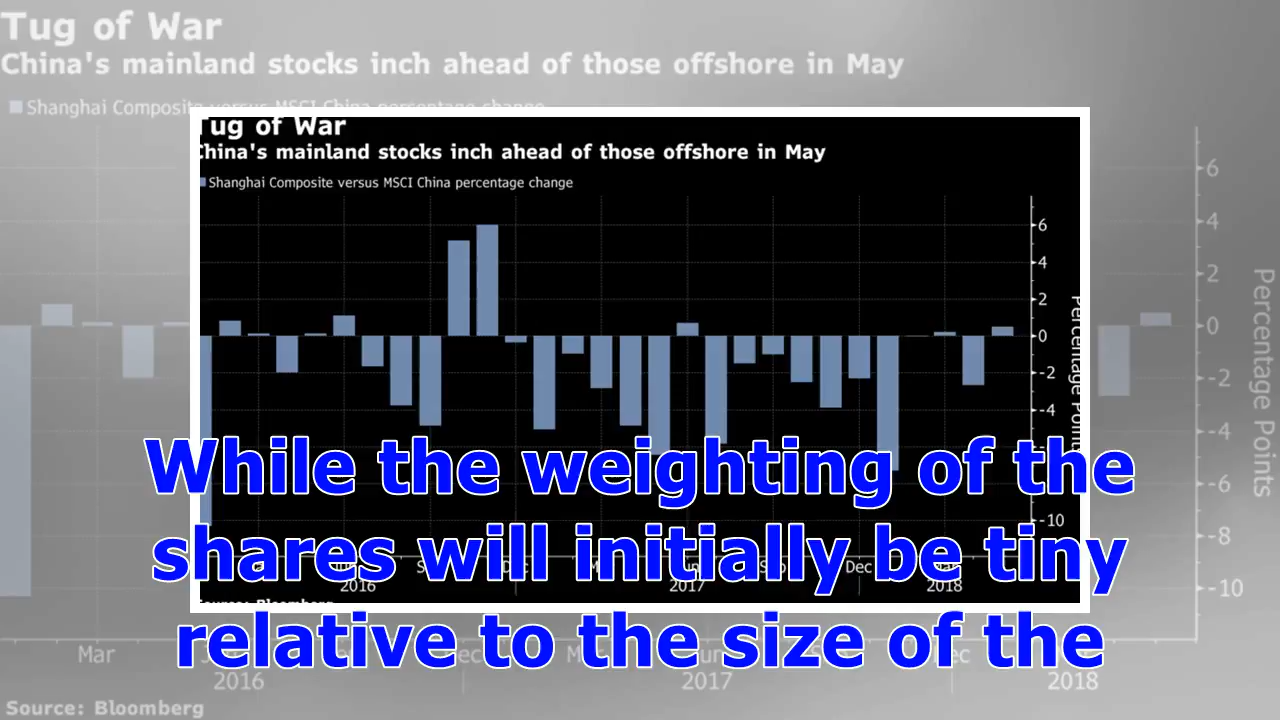 Tug of War
China's mainland stocks inch ahead of those offshore in May
Shanghai Composite versus MSCI China percentage change
Tug of War
China's mainland stocks inch ahead of those offshore in May
Shanghai Composite versus MSCI China percentage change
6
4
2
0
-2
-4
-10
Percentage Points
6
4
2
0
-2
-4
-6
-8
-10
Percentage Points
While the weighting of the
shares will initially be tiny
relative to the size of the
Dec
2016
2017
2018
Source: Bloomberg
Mar
2016
2017
2018
Source: Bloomberg